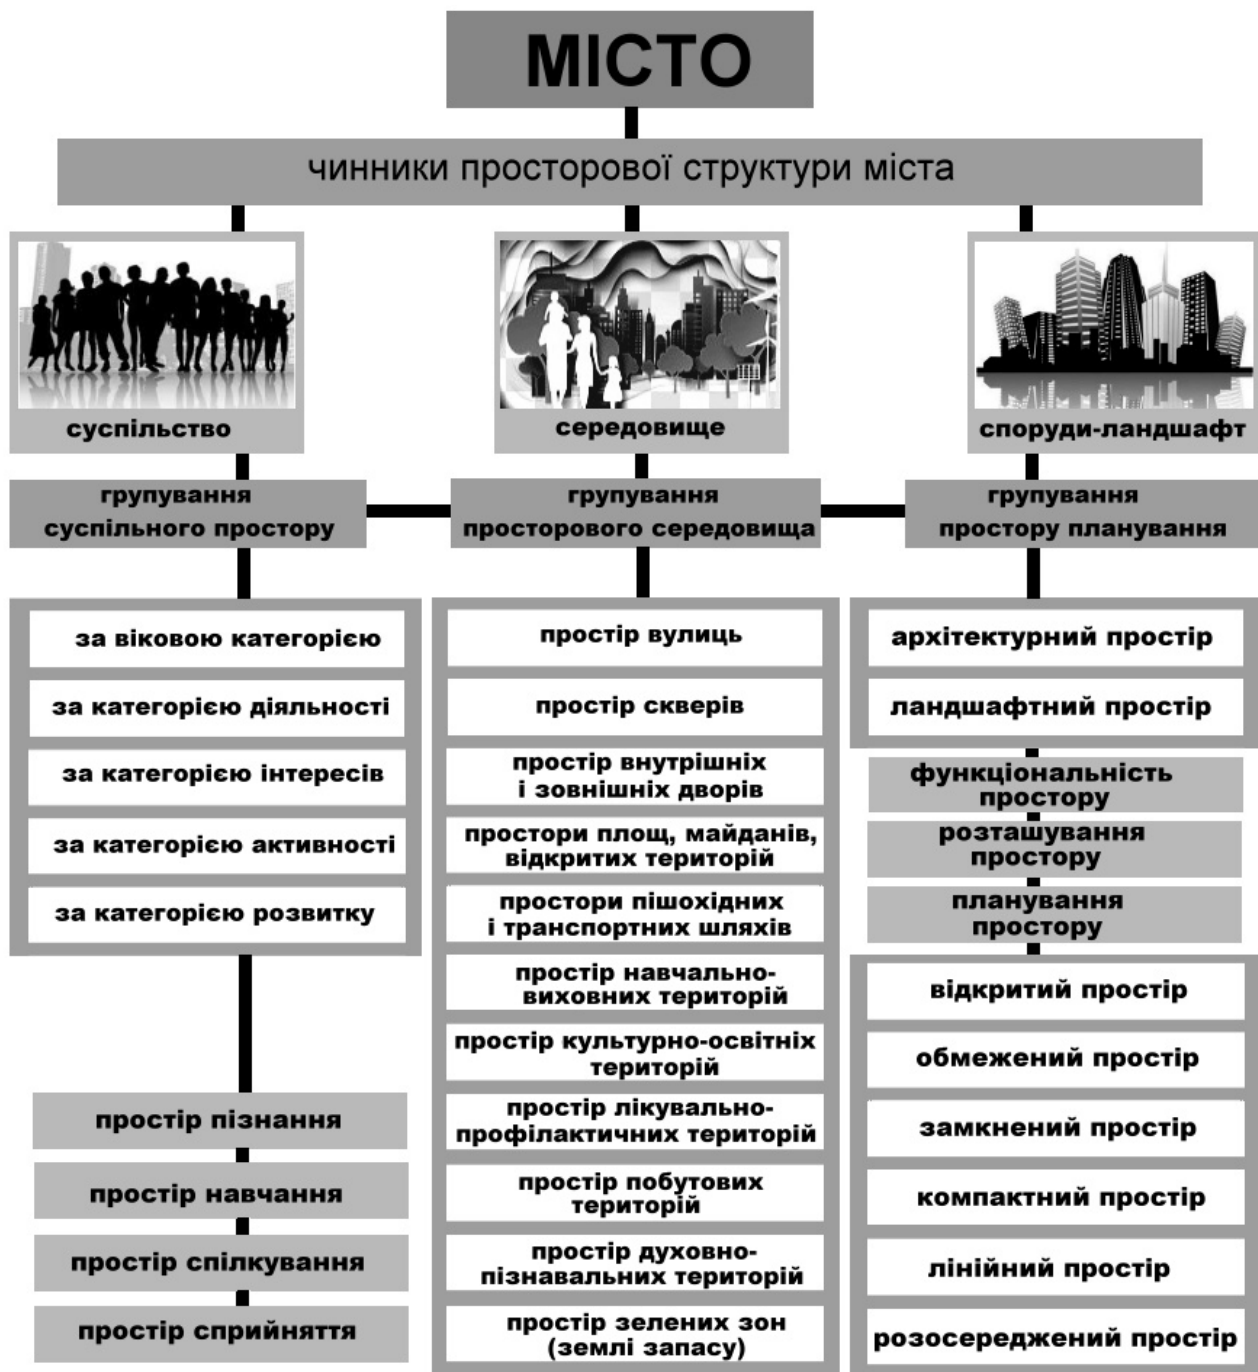 МІСТО
чинники просторової структури міста
суспільство
середовище
споруди-ландшафт
групування
суспільного простору
групування
просторового середовища
групування
простору планування
за віковою категорією
за категорією діяльності
за категорією інтересів
за категорією активності
за категорією розвитку
простір пізнання
простір навчання
простір спілкування
простір сприйняття
простір вулиць
простір скверів
простір внутрішніх
і зовнішніх дворів
простори площ, майданів,
відкритих територій
простори пішохідних
і транспортних шляхів
простір навчально-
виховних територій
простір культурно-освітніх
територій
простір лікувально-
профілактичних територій
простір побутових
територій
простір духовно-
пізнавальних територій
простір зелених зон
(землі запасу)
архітектурний простір
ландшафтний простір
функціональність
простору
розташування
простору
планування
простору
відкритий простір
обмежений простір
замкнений простір
компактний простір
лінійний простір
розосереджений простір